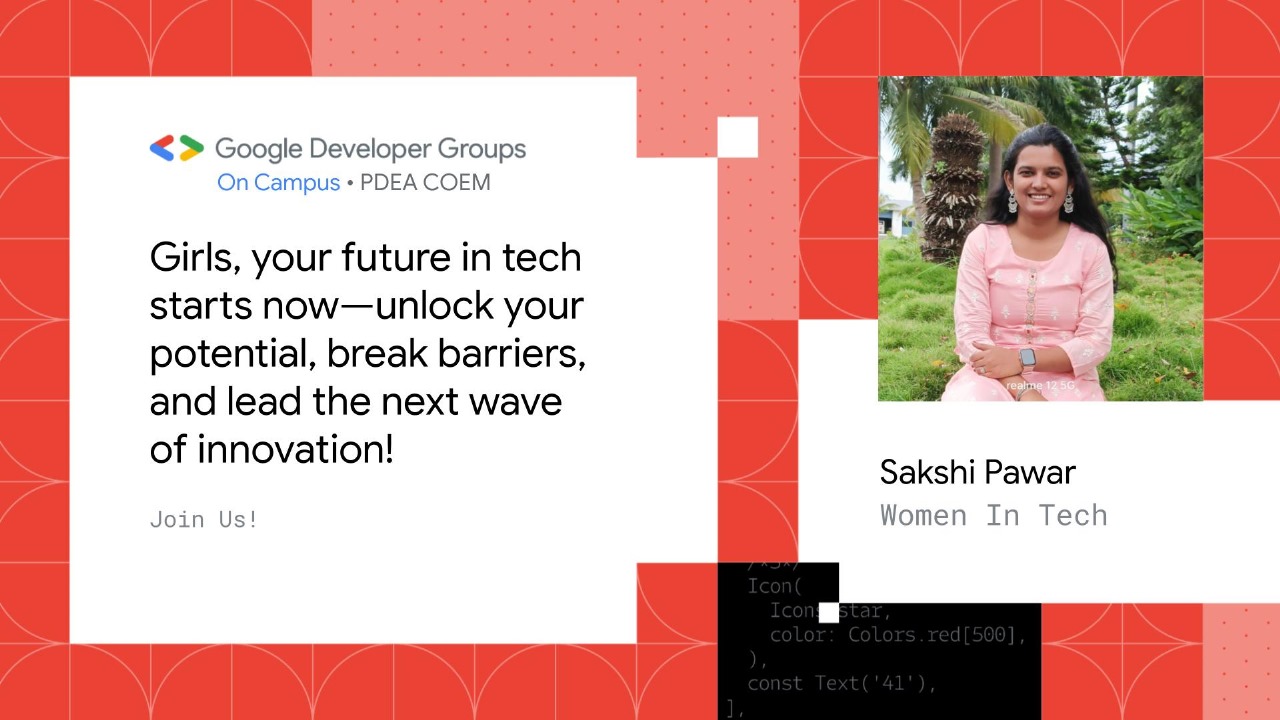 Google Developer Groups
On Campus • PDEA COEM
Girls, your future in tech
starts now—unlock your
potential, break barriers,
and lead the next wave
of innovation!
Join Us!
realme 12 5G
Sakshi Pawar
Women In Tech
/*3*/
Icon(
Icons.star,
color: Colors.red[500],
),
const Text('41'),
],